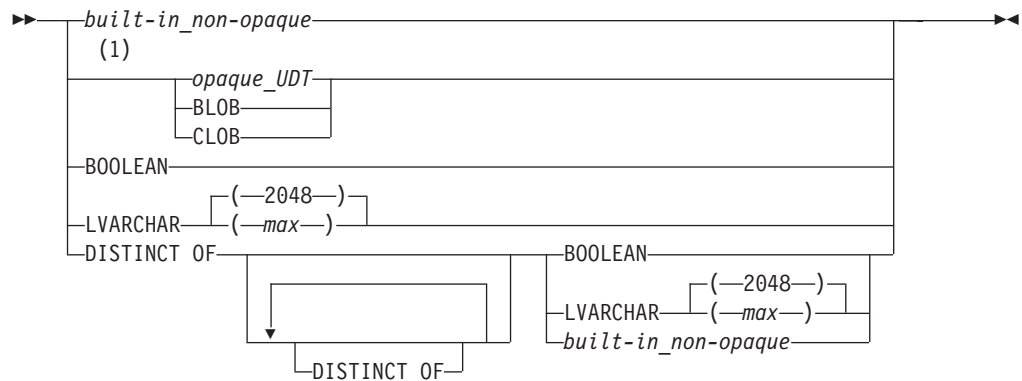 built-in_non-opaque
(1)
opaque_UDT
BLOB
CLOB
BOOLEAN
( 2048 )
LVARCHAR ( max )
DISTINCT OF BOOLEAN
( 2048 )
LVARCHAR ( max )
built-in_non-opaque
DISTINCT OF